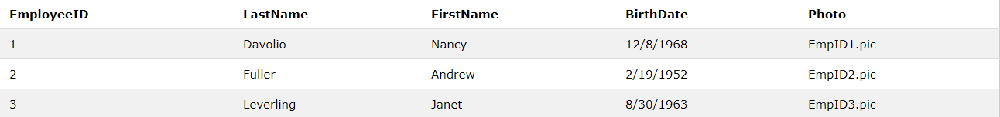 EmployeeID LastName FirstName BirthDate Photo
1 Davolio Nancy 12/8/1968 EmpID1.pic
2 Fuller Andrew 2/19/1952 EmpID2.pic
3 Leverling Janet 8/30/1963 EmpID3.pic